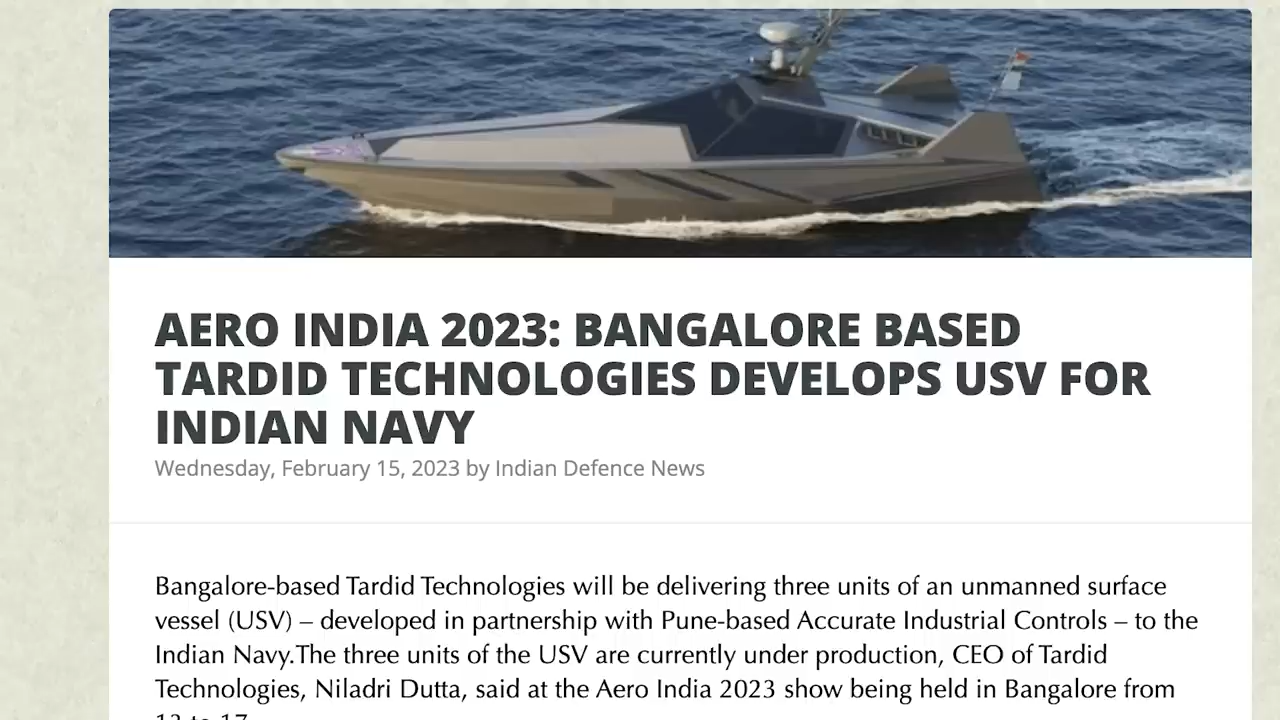 AERO INDIA 2023: BANGALORE BASED
TARDID TECHNOLOGIES DEVELOPS USV FOR
INDIAN NAVY
Wednesday, February 15, 2023 by Indian Defence News
Bangalore-based Tardid Technologies will be delivering three units of an unmanned surface
vessel (USV) – developed in partnership with Pune-based Accurate Industrial Controls – to the
Indian Navy.The three units of the USV are currently under production, CEO of Tardid
Technologies, Niladri Dutta, said at the Aero India 2023 show being held in Bangalore from